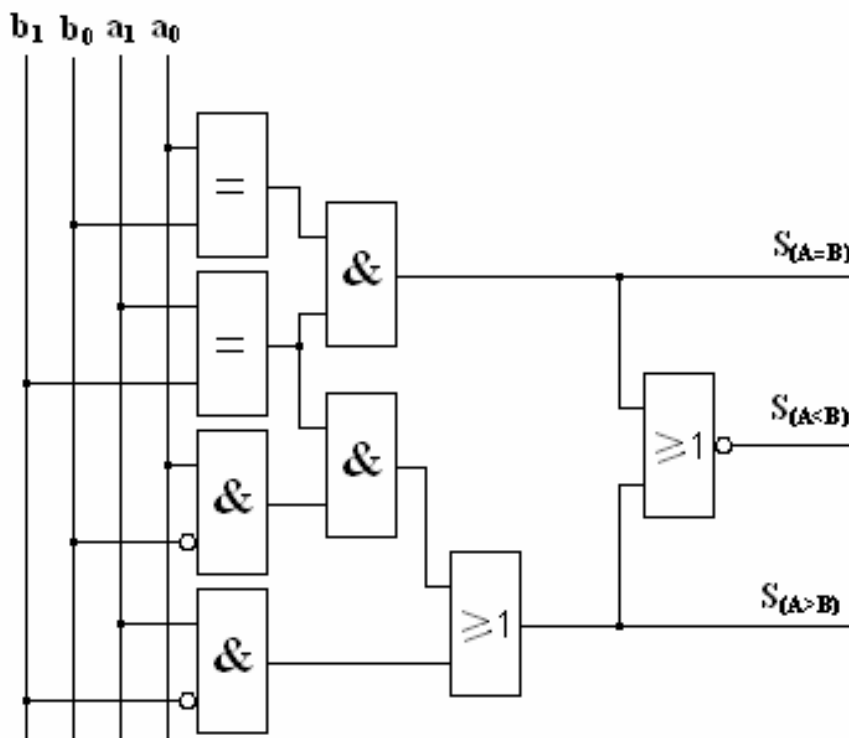 b₁ b₀ a₁ a₀
=
&
S(A=B)
=
≥1
S(A<B)
&
&
≥1
S(A>B)
&